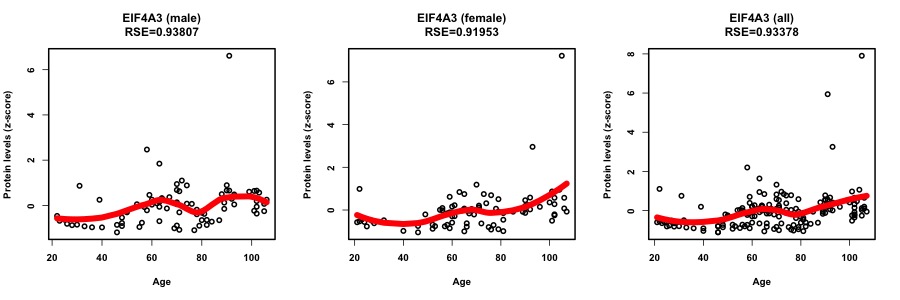 EIF4A3 (male)
RSE=0.93807
Protein levels (z-score)
6
4
2
0
20
40
60
80
100
Age
EIF4A3 (female)
RSE=0.91953
Protein levels (z-score)
6
4
2
0
20
40
60
80
100
Age
EIF4A3 (all)
RSE=0.93378
Protein levels (z-score)
8
6
4
2
0
20
40
60
80
100
Age